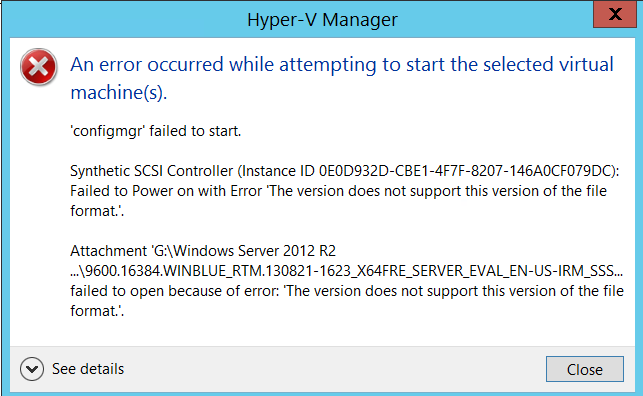 Hyper-V Manager
X
An error occurred while attempting to start the selected virtual
machine(s).
'configmgr' failed to start.
Synthetic SCSI Controller (Instance ID 0E0D932D-CBE1-4F7F-8207-146A0CF079DC):
Failed to Power on with Error 'The version does not support this version of the file
format.'.
Attachment 'G:\Windows Server 2012 R2
...\9600.16384.WINBLUE_RTM.130821-1623_X64FRE_SERVER_EVAL_EN-US-IRM_SSS...
failed to open because of error: 'The version does not support this version of the file
format.'.
See details
Close